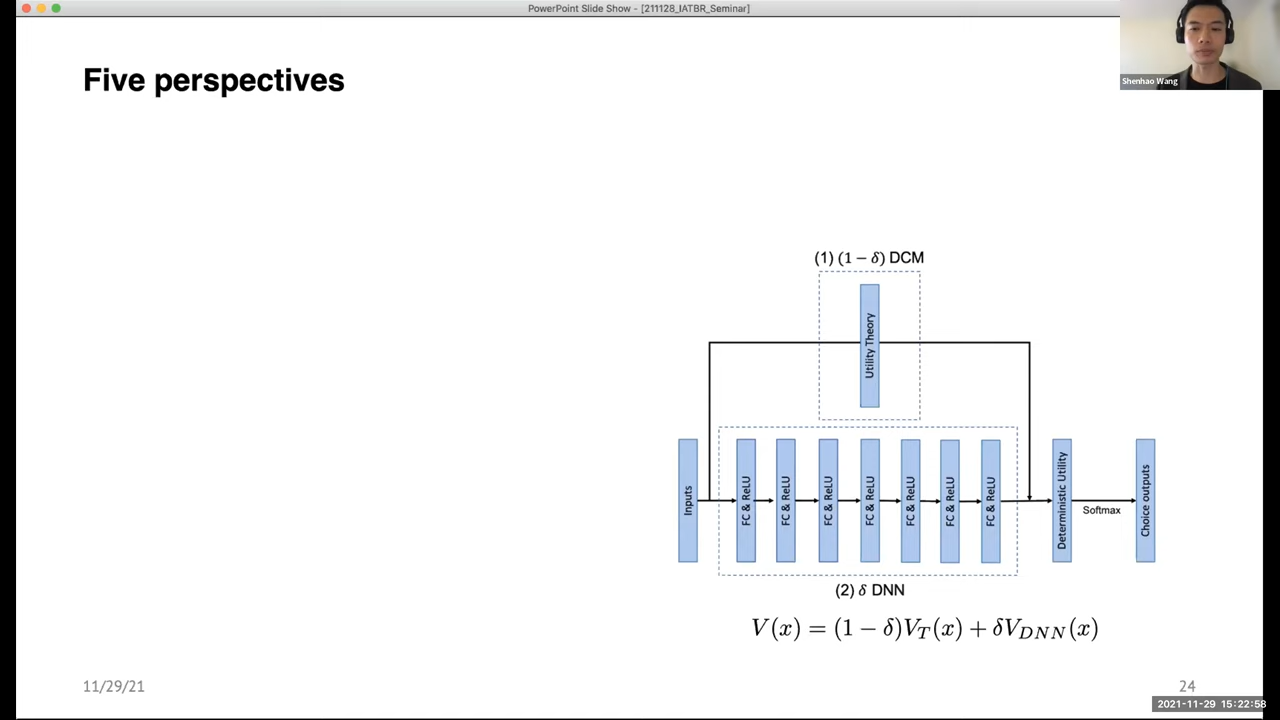 PowerPoint Slide Show - [211128_IATBR_Seminar]
Shenhao Wang
Five perspectives
(1) (1 − δ) DCM
Utility Theory
Inputs
FC & ReLU
FC & ReLU
FC & ReLU
FC & ReLU
FC & ReLU
FC & ReLU
FC & ReLU
Deterministic Utility
Softmax
Choice outputs
(2) δ DNN
V(x) = (1 − δ)V_T(x) + δV_{DNN}(x)
11/29/21
24
2021-11-29 15:22:58